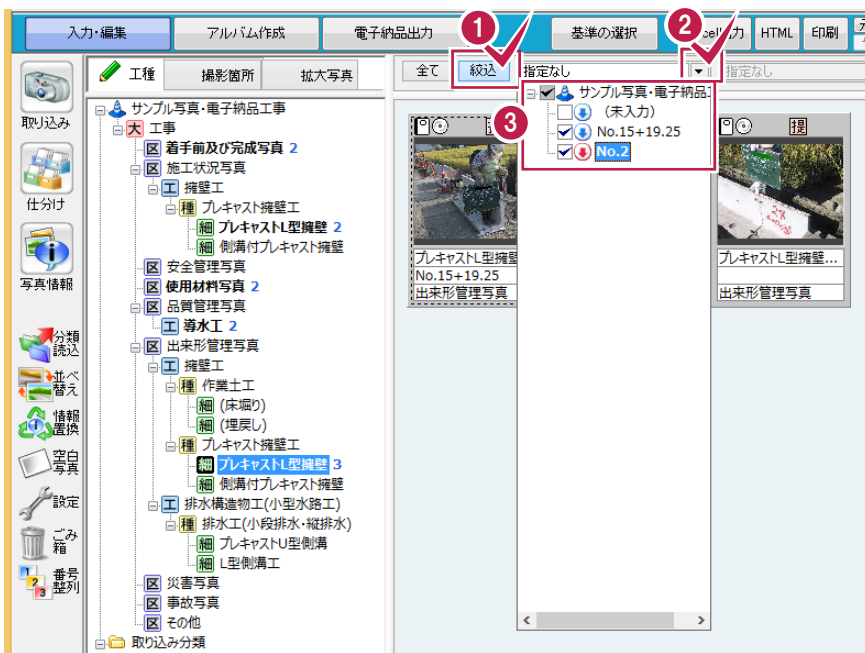 入力・編集
アルバム作成
電子納品出力
基準の選択
cel出力
HTML
印刷
1
2
3
取り込み
仕分け
写真情報
分類
読込
並べ
替え
情報
置換
空白
写真
設定
ごみ
箱
番号
整列
1
2
3
工種
撮影箇所
拡大写真
サンプル写真・電子納品工事
大 工事
区 着手前及び完成写真 2
区 施工状況写真
工 擁壁工
種 プレキャスト擁壁工
細 プレキャストL型擁壁 2
細 側溝付プレキャスト擁壁
区 安全管理写真
区 使用材料写真 2
区 品質管理写真
工 導水工 2
区 出来形管理写真
工 擁壁工
種 作業土工
細 (床堀り)
細 (埋戻し)
種 プレキャスト擁壁工
細 プレキャストL型擁壁 3
細 側溝付プレキャスト擁壁
工 排水構造物工(小型水路工)
種 排水工(小段排水・縦排水)
細 プレキャストU型側溝
細 L型側溝工
区 災害写真
区 事故写真
区 その他
取り込み分類
全て
絞込
指定なし
指定なし
サンプル写真・電子納品工
(未入力)
No.15+19.25
No.2
プレキャストL型擁壁
No.15+19.25
出来形管理写真
提
プレキャストL型擁壁...
出来形管理写真